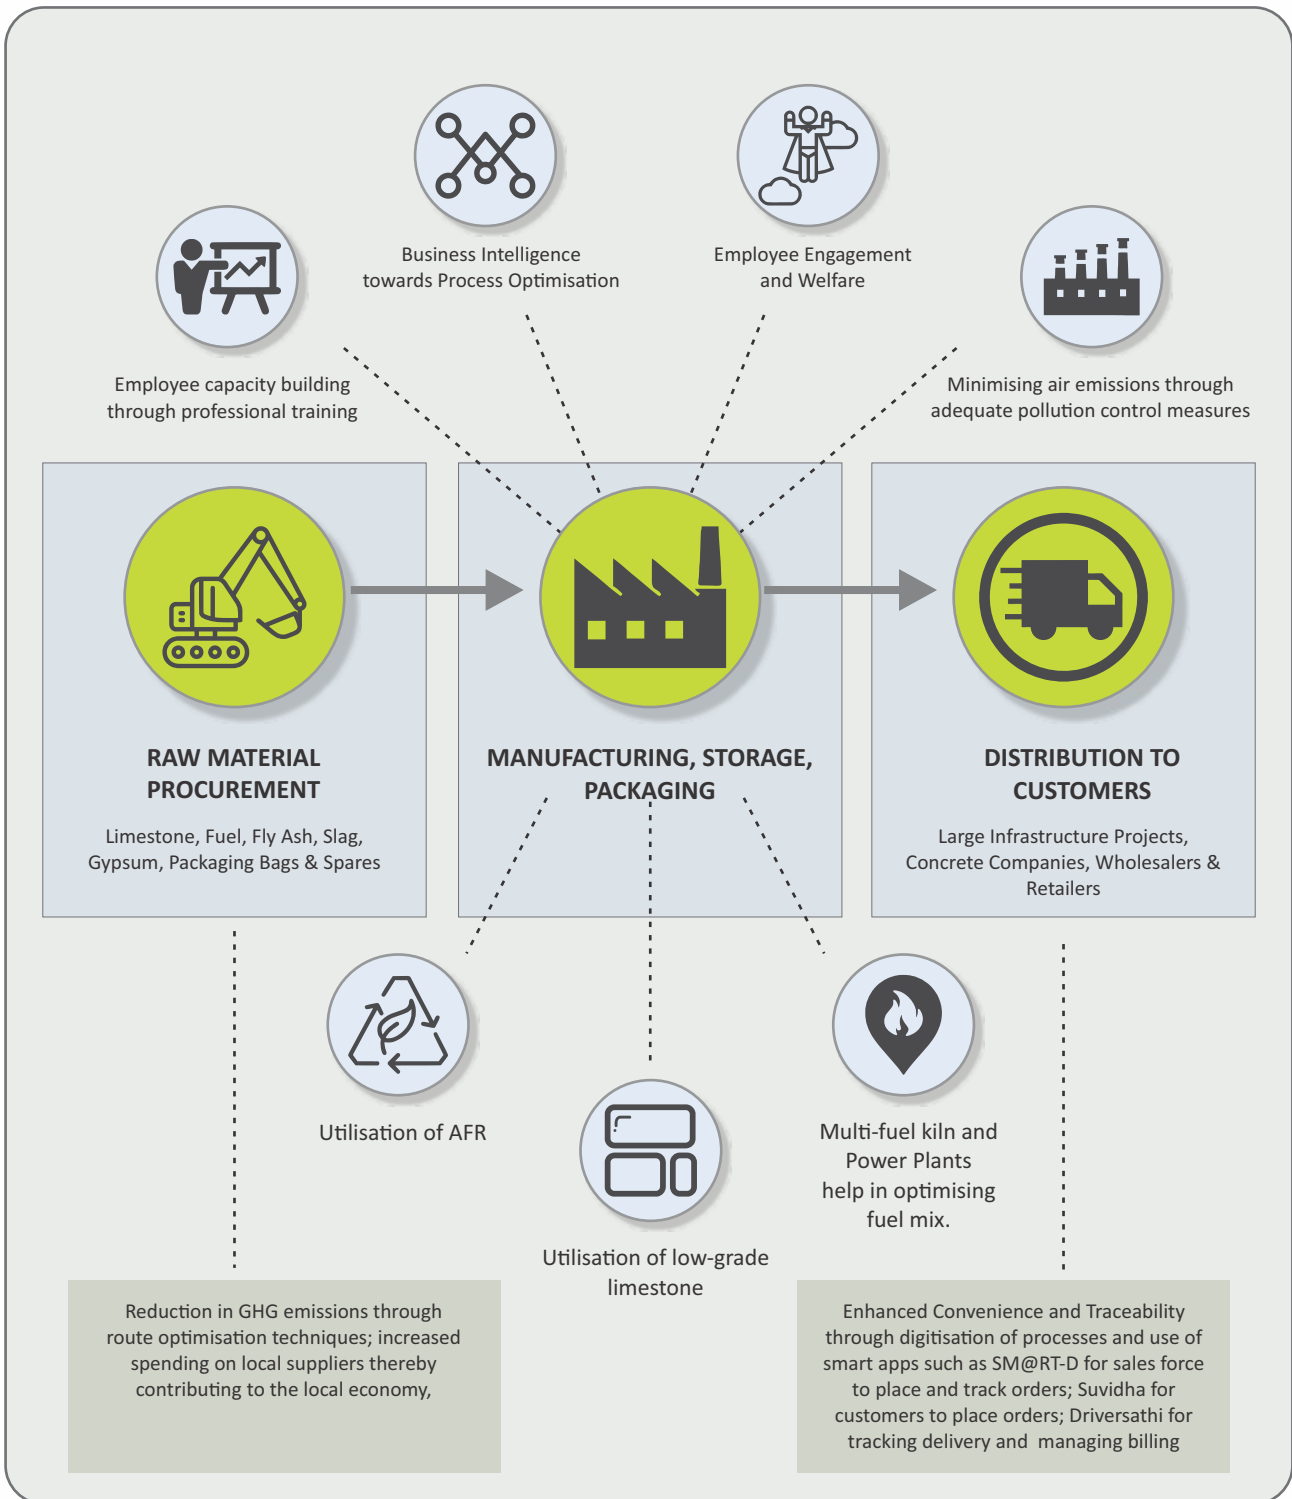 Business Intelligence
towards Process Optimisation
Employee Engagement
and Welfare
Employee capacity building
through professional training
Minimising air emissions through
adequate pollution control measures
RAW MATERIAL
PROCUREMENT
Limestone, Fuel, Fly Ash, Slag,
Gypsum, Packaging Bags & Spares
MANUFACTURING, STORAGE,
PACKAGING
DISTRIBUTION TO
CUSTOMERS
Large Infrastructure Projects,
Concrete Companies, Wholesalers &
Retailers
Utilisation of AFR
Utilisation of low-grade
limestone
Multi-fuel kiln and
Power Plants
help in optimising
fuel mix.
Reduction in GHG emissions through
route optimisation techniques; increased
spending on local suppliers thereby
contributing to the local economy,
Enhanced Convenience and Traceability
through digitisation of processes and use of
smart apps such as SM@RT-D for sales force
to place and track orders; Suvidha for
customers to place orders; Driversathi for
tracking delivery and  managing billing